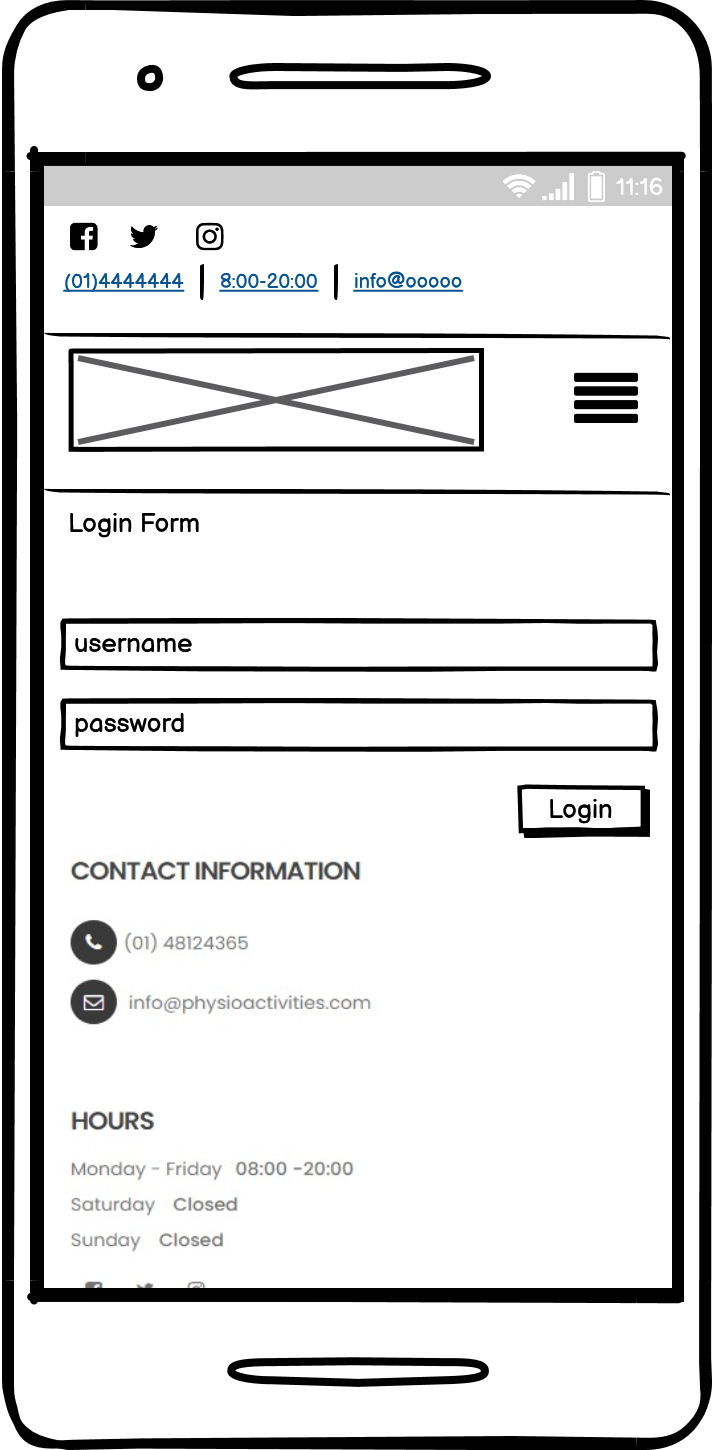 11:16
(01)4444444 | 8:00-20:00 | info@ooooo
Login Form
username
password
Login
CONTACT INFORMATION
(01) 48124365
info@physioactivities.com
HOURS
Monday - Friday 08:00 -20:00
Saturday Closed
Sunday Closed